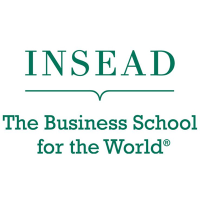 INSEAD
The Business School
for the World®